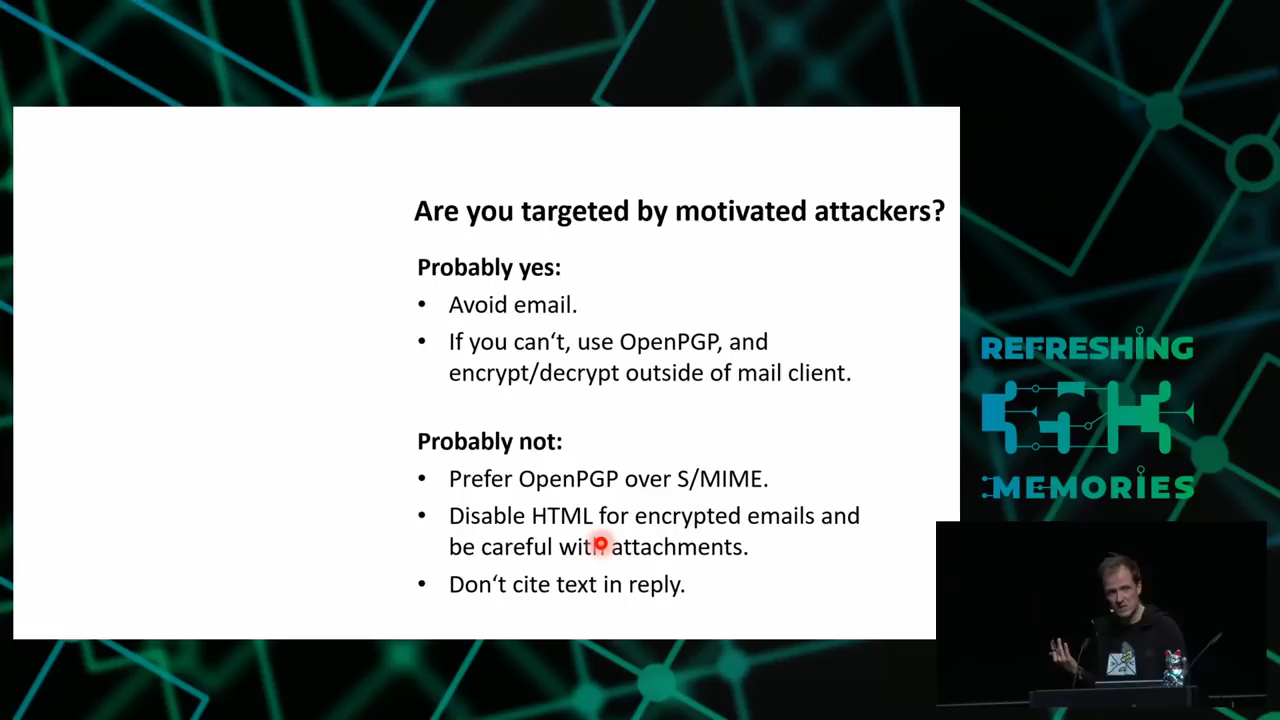 Are you targeted by motivated attackers?
Probably yes:
• Avoid email.
• If you can‘t, use OpenPGP, and
encrypt/decrypt outside of mail client.
Probably not:
• Prefer OpenPGP over S/MIME.
• Disable HTML for encrypted emails and
be careful with attachments.
• Don‘t cite text in reply.
REFRESHING
35C3
MEMORIES